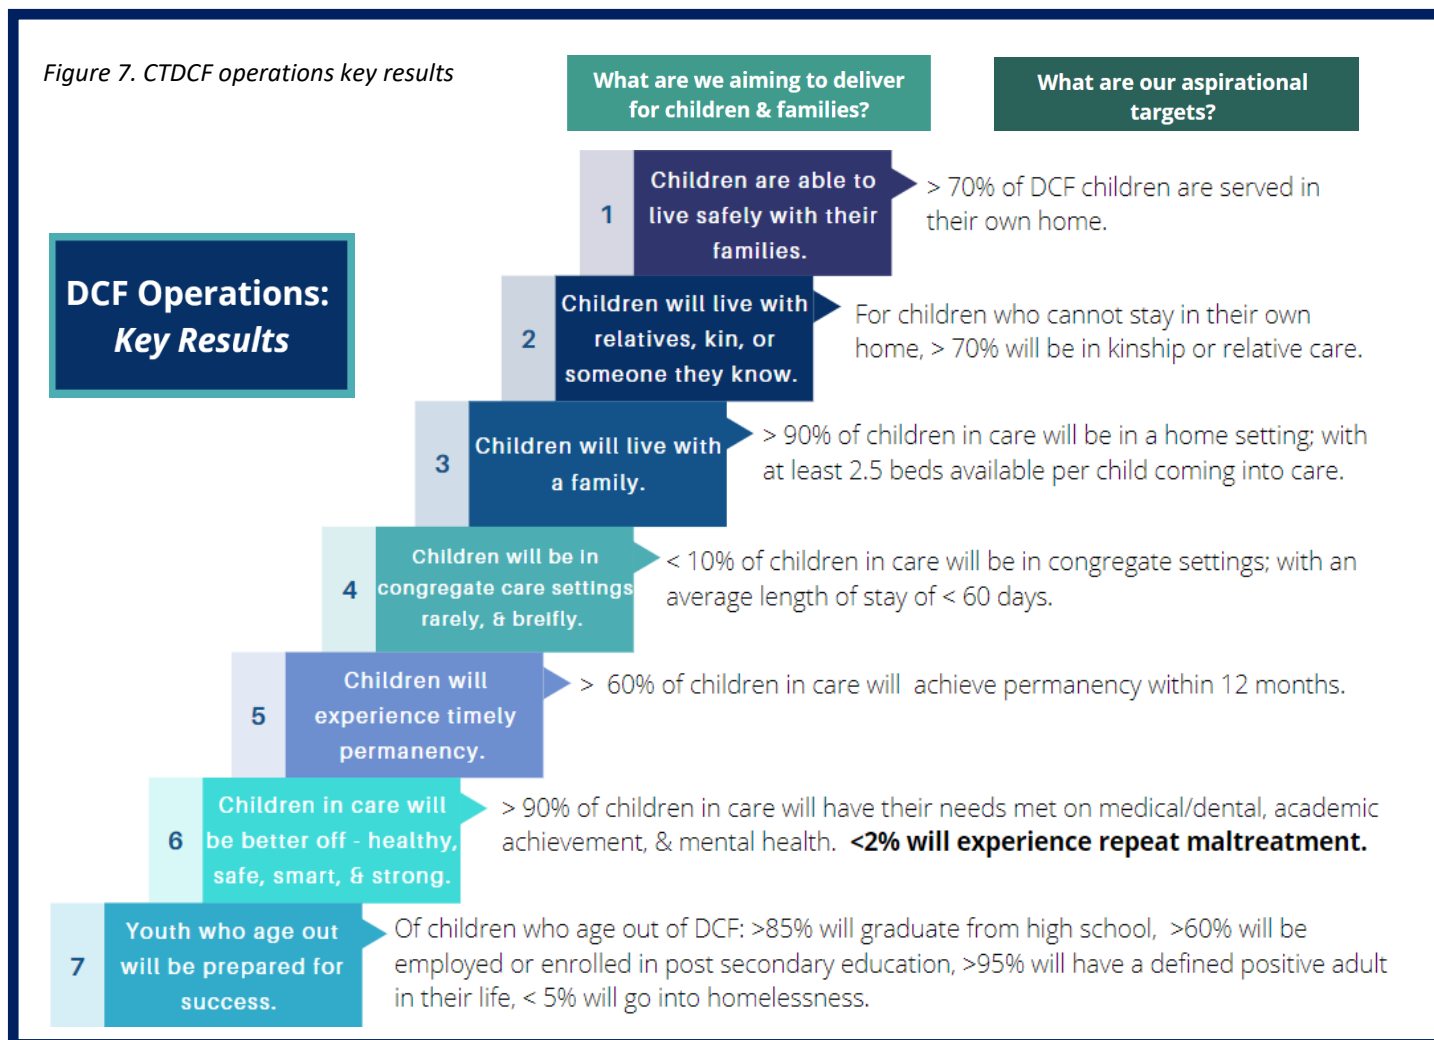 Figure 7. CTDCF operations key results
What are we aiming to deliver
for children & families?
What are our aspirational
targets?
DCF Operations:
Key Results
1
Children are able to
live safely with their
families.
> 70% of DCF children are served in
their own home.
2
Children will live with
relatives, kin, or
someone they know.
For children who cannot stay in their own
home, > 70% will be in kinship or relative care.
3
Children will live with
a family.
> 90% of children in care will be in a home setting; with
at least 2.5 beds available per child coming into care.
4
Children will be in
congregate care settings
rarely, & breifly.
< 10% of children in care will be in congregate settings; with an
average length of stay of < 60 days.
5
Children will
experience timely
permanency.
> 60% of children in care will achieve permanency within 12 months.
6
Children in care will
be better off - healthy,
safe, smart, & strong.
> 90% of children in care will have their needs met on medical/dental, academic
achievement, & mental health. <2% will experience repeat maltreatment.
7
Youth who age out
will be prepared for
success.
Of children who age out of DCF: >85% will graduate from high school, >60% will be
employed or enrolled in post secondary education, >95% will have a defined positive adult
in their life, < 5% will go into homelessness.